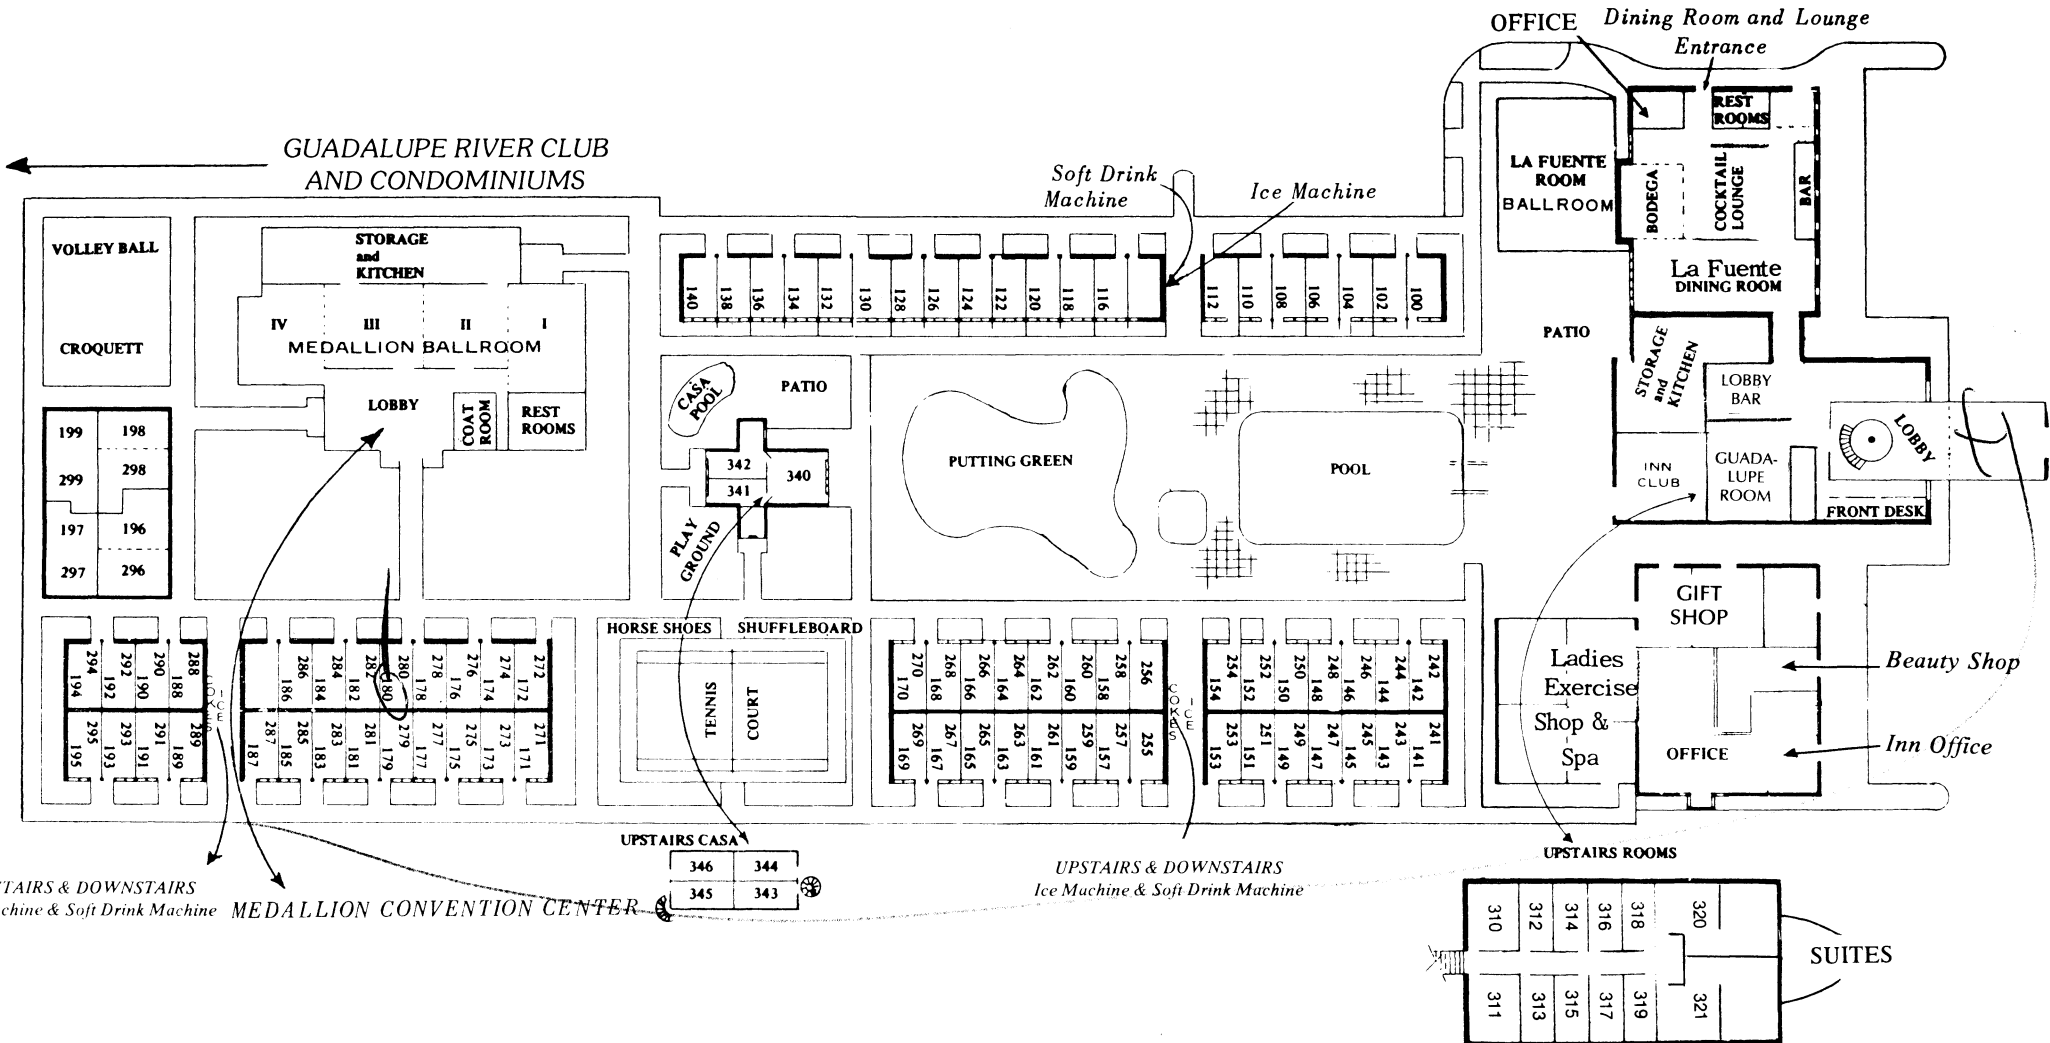 OFFICE
Dining Room and Lounge
Entrance
GUADALUPE RIVER CLUB
AND CONDOMINIUMS
Soft Drink
Machine
Ice Machine
VOLLEY BALL
CROQUETT
STORAGE
and
KITCHEN
IV III II I
MEDALLION BALLROOM
LOBBY
COAT
ROOM
REST
ROOMS
140 138 136 134 132 130 128 126 124 122 120 118 116
112 110 108 106 104 102 100
LA FUENTE
ROOM
BALLROOM
REST
ROOMS
BODEGA
COCKTAIL
LOUNGE
BAR
La Fuente
DINING ROOM
PATIO
STORAGE
and
KITCHEN
LOBBY
BAR
LOBBY
INN
CLUB
GUADA-
LUPE
ROOM
FRONT DESK
CASA
POOL
PATIO
342
341
340
PLAY
GROUND
PUTTING GREEN
POOL
199 198
299 298
197 196
297 296
HORSE SHOES
SHUFFLEBOARD
TENNIS
COURT
294 292 290 288
194 192 190 188
295 293 291 289
195 193 191 189
COKES
ICE
286 284 282 280 278 276 274 272
186 184 182 180 178 176 174 172
287 285 283 281 279 277 275 273 271
187 185 183 181 179 177 175 173 171
270 268 266 264 262 260 258 256
170 168 166 164 162 160 158
269 267 265 263 261 259 257 255
169 167 165 163 161 159 157
COKES
ICE
254 252 250 248 246 244 242
154 152 150 148 146 144 142
253 251 249 247 245 243 241
153 151 149 147 145 143 141
GIFT
SHOP
Ladies
Exercise
Shop &
Spa
Beauty Shop
OFFICE
Inn Office
UPSTAIRS CASA
346 344
345 343
TAIRS & DOWNSTAIRS
chine & Soft Drink Machine
MEDALLION CONVENTION CENTER
UPSTAIRS & DOWNSTAIRS
Ice Machine & Soft Drink Machine
UPSTAIRS ROOMS
310 312 314 316 318 320
311 313 315 317 319 321
SUITES